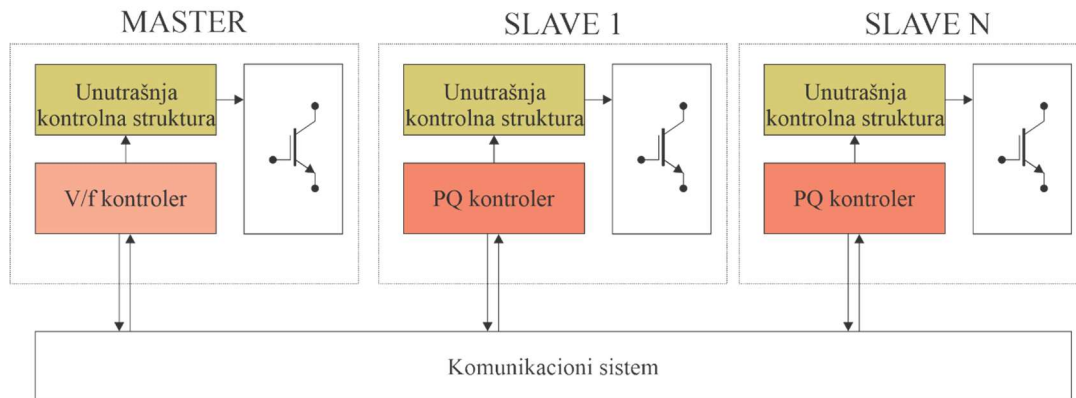 MASTER
Unutrašnja
kontrolna struktura
V/f kontroler
SLAVE 1
Unutrašnja
kontrolna struktura
PQ kontroler
SLAVE N
Unutrašnja
kontrolna struktura
PQ kontroler
Komunikacioni sistem